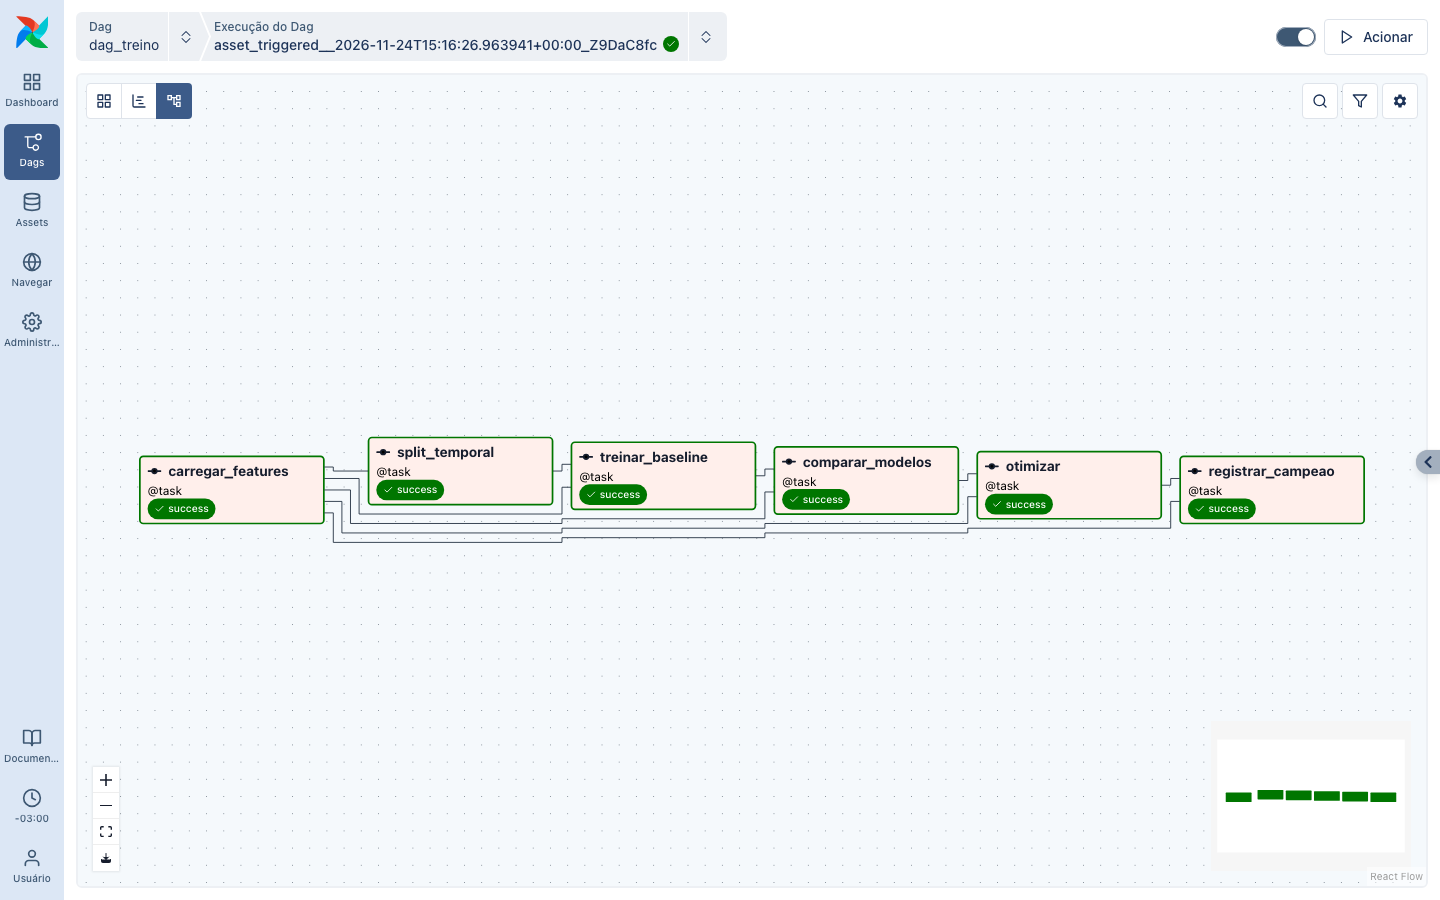 Dag
dag_treino
Execução do Dag
asset_triggered__2026-11-24T15:16:26.963941+00:00_Z9DaC8fc
Acionar
Dashboard
Dags
Assets
Navegar
Administr...
Documen...
-03:00
Usuário
carregar_features
@task
success
split_temporal
@task
success
treinar_baseline
@task
success
comparar_modelos
@task
success
otimizar
@task
success
registrar_campeao
@task
success
React Flow